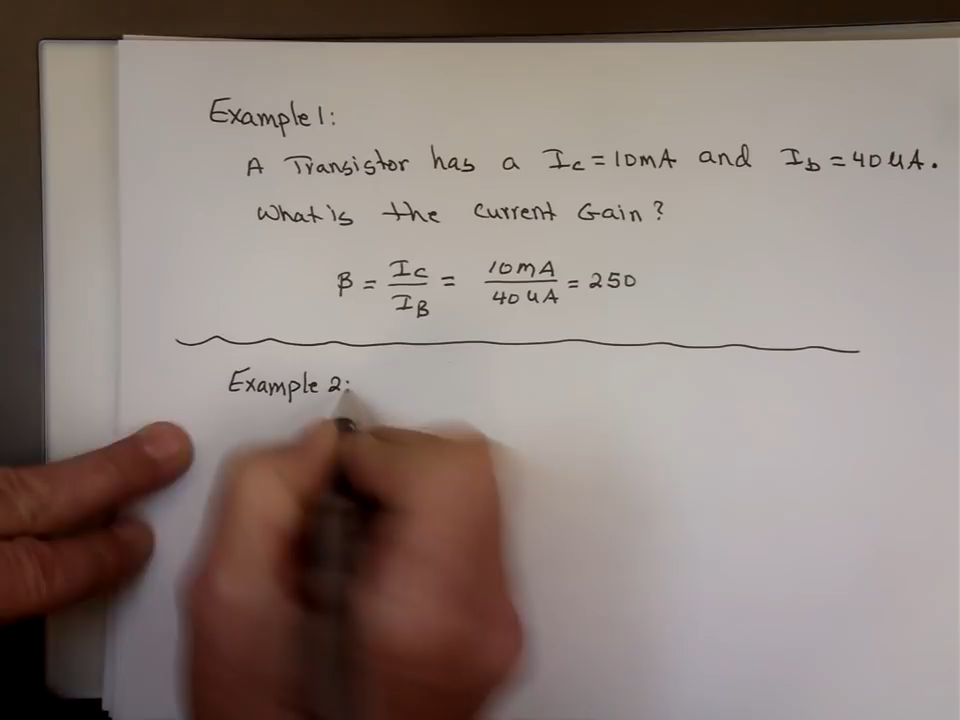 Example 1:
A Transistor has a Ic = 10mA and Ib = 40uA.
What is the Current Gain?
β = IC / IB = 10mA / 40uA = 250
Example 2: